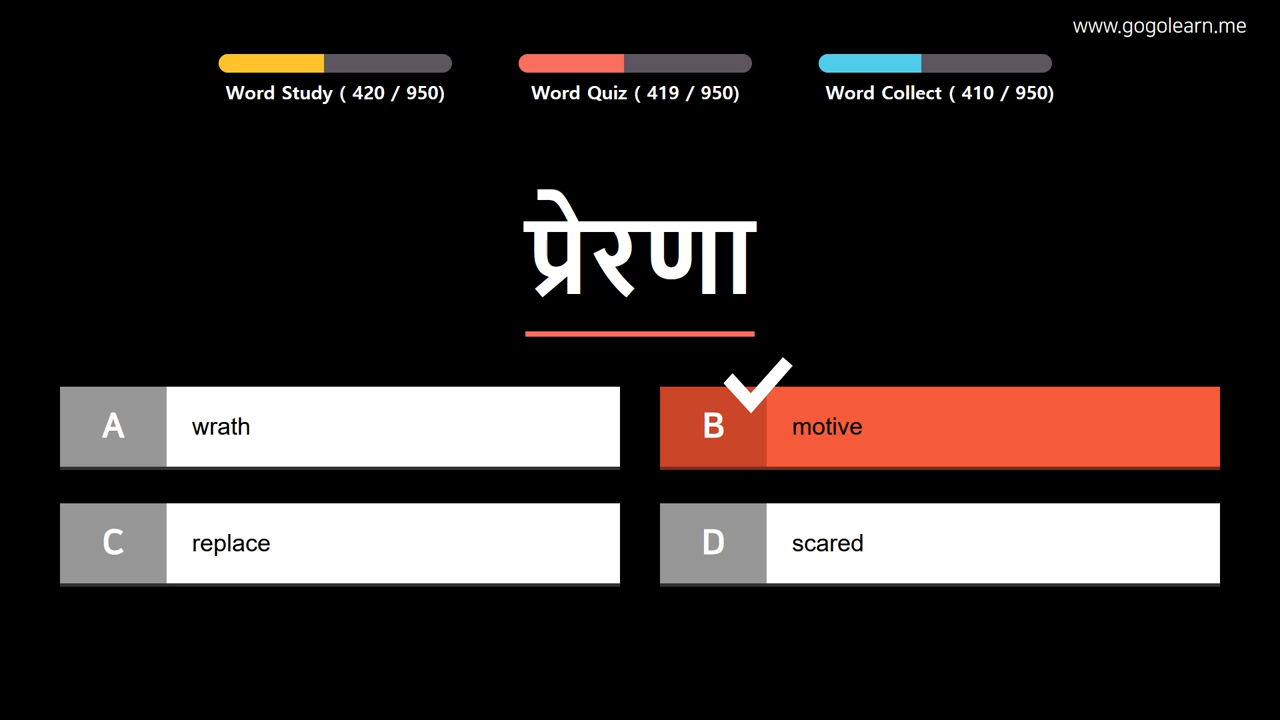 www.gogolearn.me
Word Study ( 420 / 950)
Word Quiz ( 419 / 950)
Word Collect ( 410 / 950)
प्रेरणा
A wrath
B motive
C replace
D scared